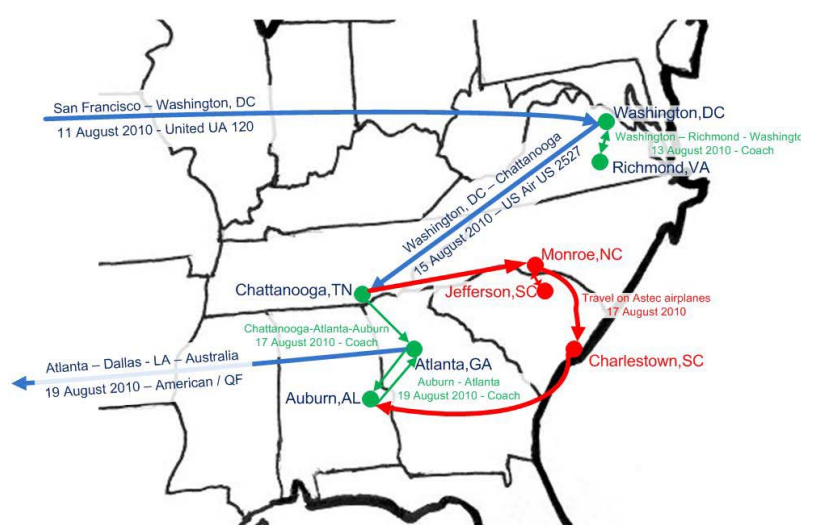 San Francisco – Washington, DC
11 August 2010 - United UA 120
Washington,DC
Washington – Richmond - Washingto
13 August 2010 - Coach
Richmond,VA
Washington, DC – Chattanooga
15 August 2010 – US Air US 2527
Monroe,NC
Chattanooga,TN
Jefferson,SC
Travel on Astec airplanes
17 August 2010
Chattanooga-Atlanta-Auburn
17 August 2010 - Coach
Atlanta – Dallas - LA – Australia
19 August 2010 – American / QF
Atlanta,GA
Charlestown,SC
Auburn - Atlanta
19 August 2010 - Coach
Auburn,AL